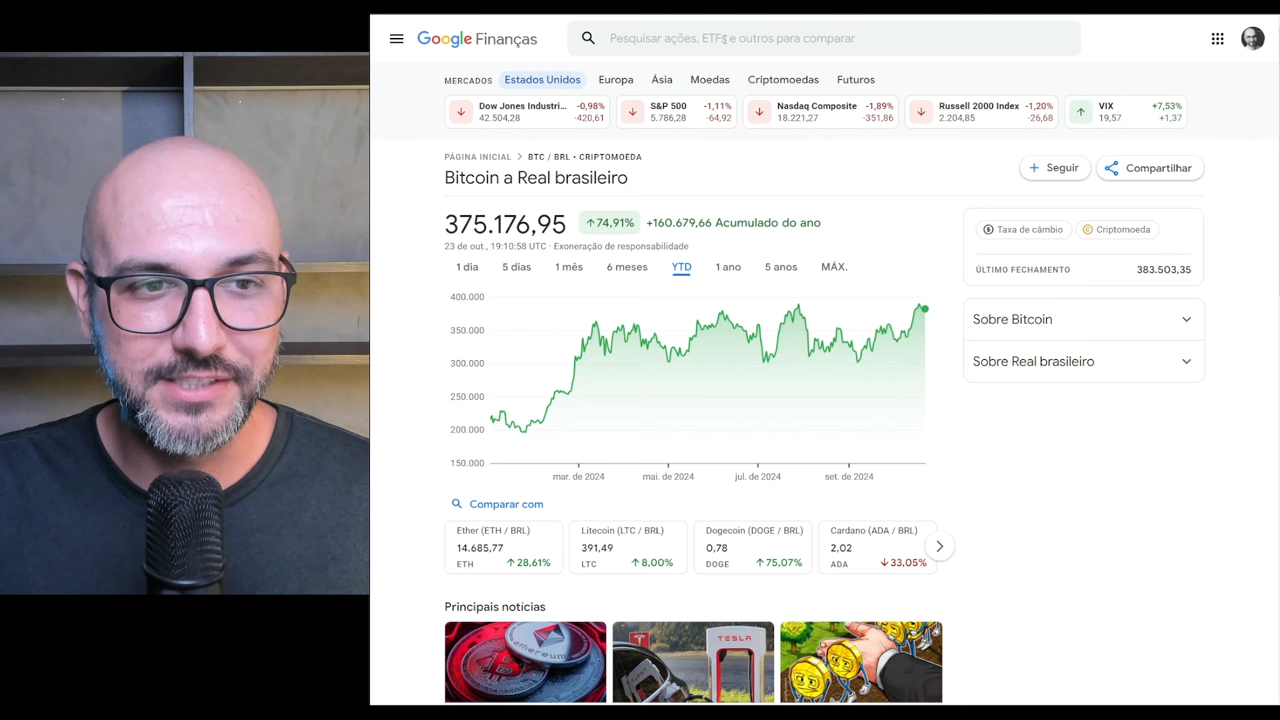 Google Finanças
Pesquisar ações, ETFs e outros para comparar
MERCADOS
Estados Unidos
Europa
Ásia
Moedas
Criptomoedas
Futuros
Dow Jones Industri... -0,98%
42.504,28 -420,61
S&P 500 -1,11%
5.786,28 -64,92
Nasdaq Composite -1,89%
18.221,27 -351,86
Russell 2000 Index -1,20%
2.204,85 -26,68
VIX +7,53%
19,57 +1,37
PÁGINA INICIAL > BTC / BRL • CRIPTOMOEDA
Bitcoin a Real brasileiro
Seguir
Compartilhar
375.176,95 ↑ 74,91% +160.679,66 Acumulado do ano
23 de out., 19:10:58 UTC · Exoneração de responsabilidade
1 dia
5 dias
1 mês
6 meses
YTD
1 ano
5 anos
MÁX.
400.000
350.000
300.000
250.000
200.000
150.000
mar. de 2024
mai. de 2024
jul. de 2024
set. de 2024
Taxa de câmbio
Criptomoeda
ÚLTIMO FECHAMENTO 383.503,35
Sobre Bitcoin
Sobre Real brasileiro
Comparar com
Ether (ETH / BRL)
14.685,77
ETH ↑ 28,61%
Litecoin (LTC / BRL)
391,49
LTC ↑ 8,00%
Dogecoin (DOGE / BRL)
0,78
DOGE ↑ 75,07%
Cardano (ADA / BRL)
2,02
ADA ↓ 33,05%
Principais notícias
ethereum
TESLA